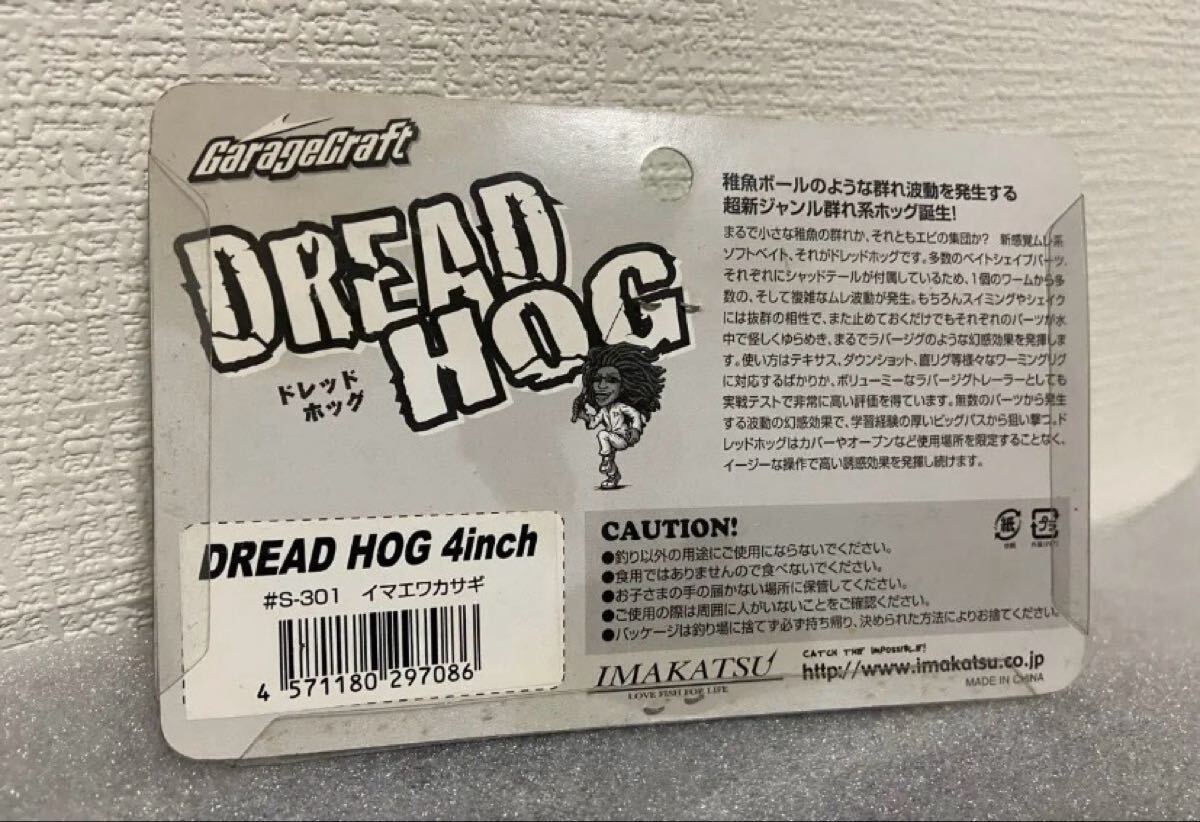 GarageCraft
DREAD
HOG
ドレッド
ホッグ
稚魚ボールのような群れ波動を発生する
超新ジャンル群れ系ホッグ誕生!
まるで小さな稚魚の群れか、それともエビの集団か? 新感覚ムレ系
ソフトベイト、それがドレッドホッグです。多数のベイトシェイプパーツ、
それぞれにシャッドテールが付属しているため、1個のワームから多
数の、そして複雑なムレ波動が発生。もちろんスイミングやシェイク
には抜群の相性で、また止めておくだけでもそれぞれのパーツが水
中で怪しくゆらめき、まるでラバージグのような幻惑効果を発揮しま
す。使い方はテキサス、ダウンショット、直リグ等様々なワーミングリグ
に対応するばかりか、ボリューミーなラバージグトレーラーとしても
実戦テストで非常に高い評価を得ています。無数のパーツから発生
する波動の幻惑効果で、学習経験の厚いビッグバスから狙い撃つ。ド
レッドホッグはカバーやオープンなど使用場所を限定することなく、
イージーな操作で高い誘惑効果を発揮し続けます。
DREAD HOG 4inch
#S-301 イマエワカサギ
4 571180 297086
CAUTION!
●釣り以外の用途にご使用にならないでください。
●食用ではありませんので食べないでください。
●お子さまの手の届かない場所に保管してください。
●ご使用の際は周囲に人がいないことをご確認ください。
●パッケージは釣り場に捨てず必ず持ち帰り、決められた方法によりお捨てください。
紙
プラ
IMAKATSU
LOVE FISH FOR LIFE
CATCH THE IMPOSSIBLE!
http://www.imakatsu.co.jp
MADE IN CHINA